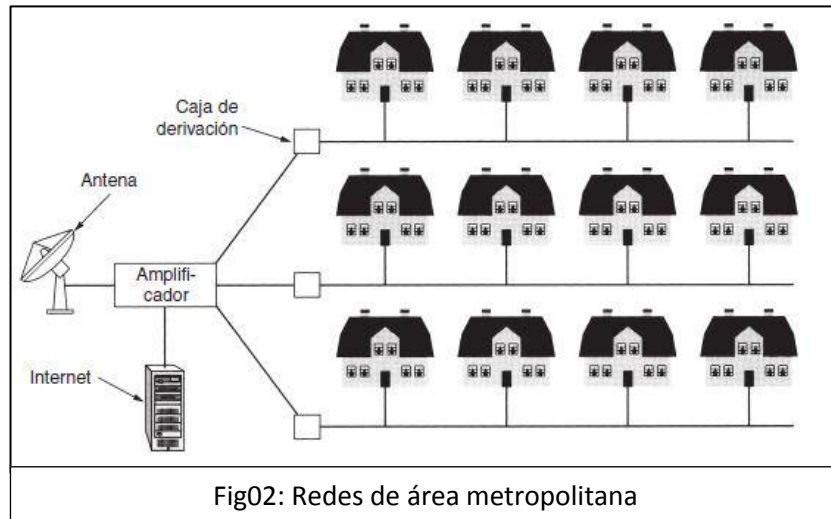 Caja de
derivación
Antena
Amplifi-
cador
Internet
Fig02: Redes de área metropolitana